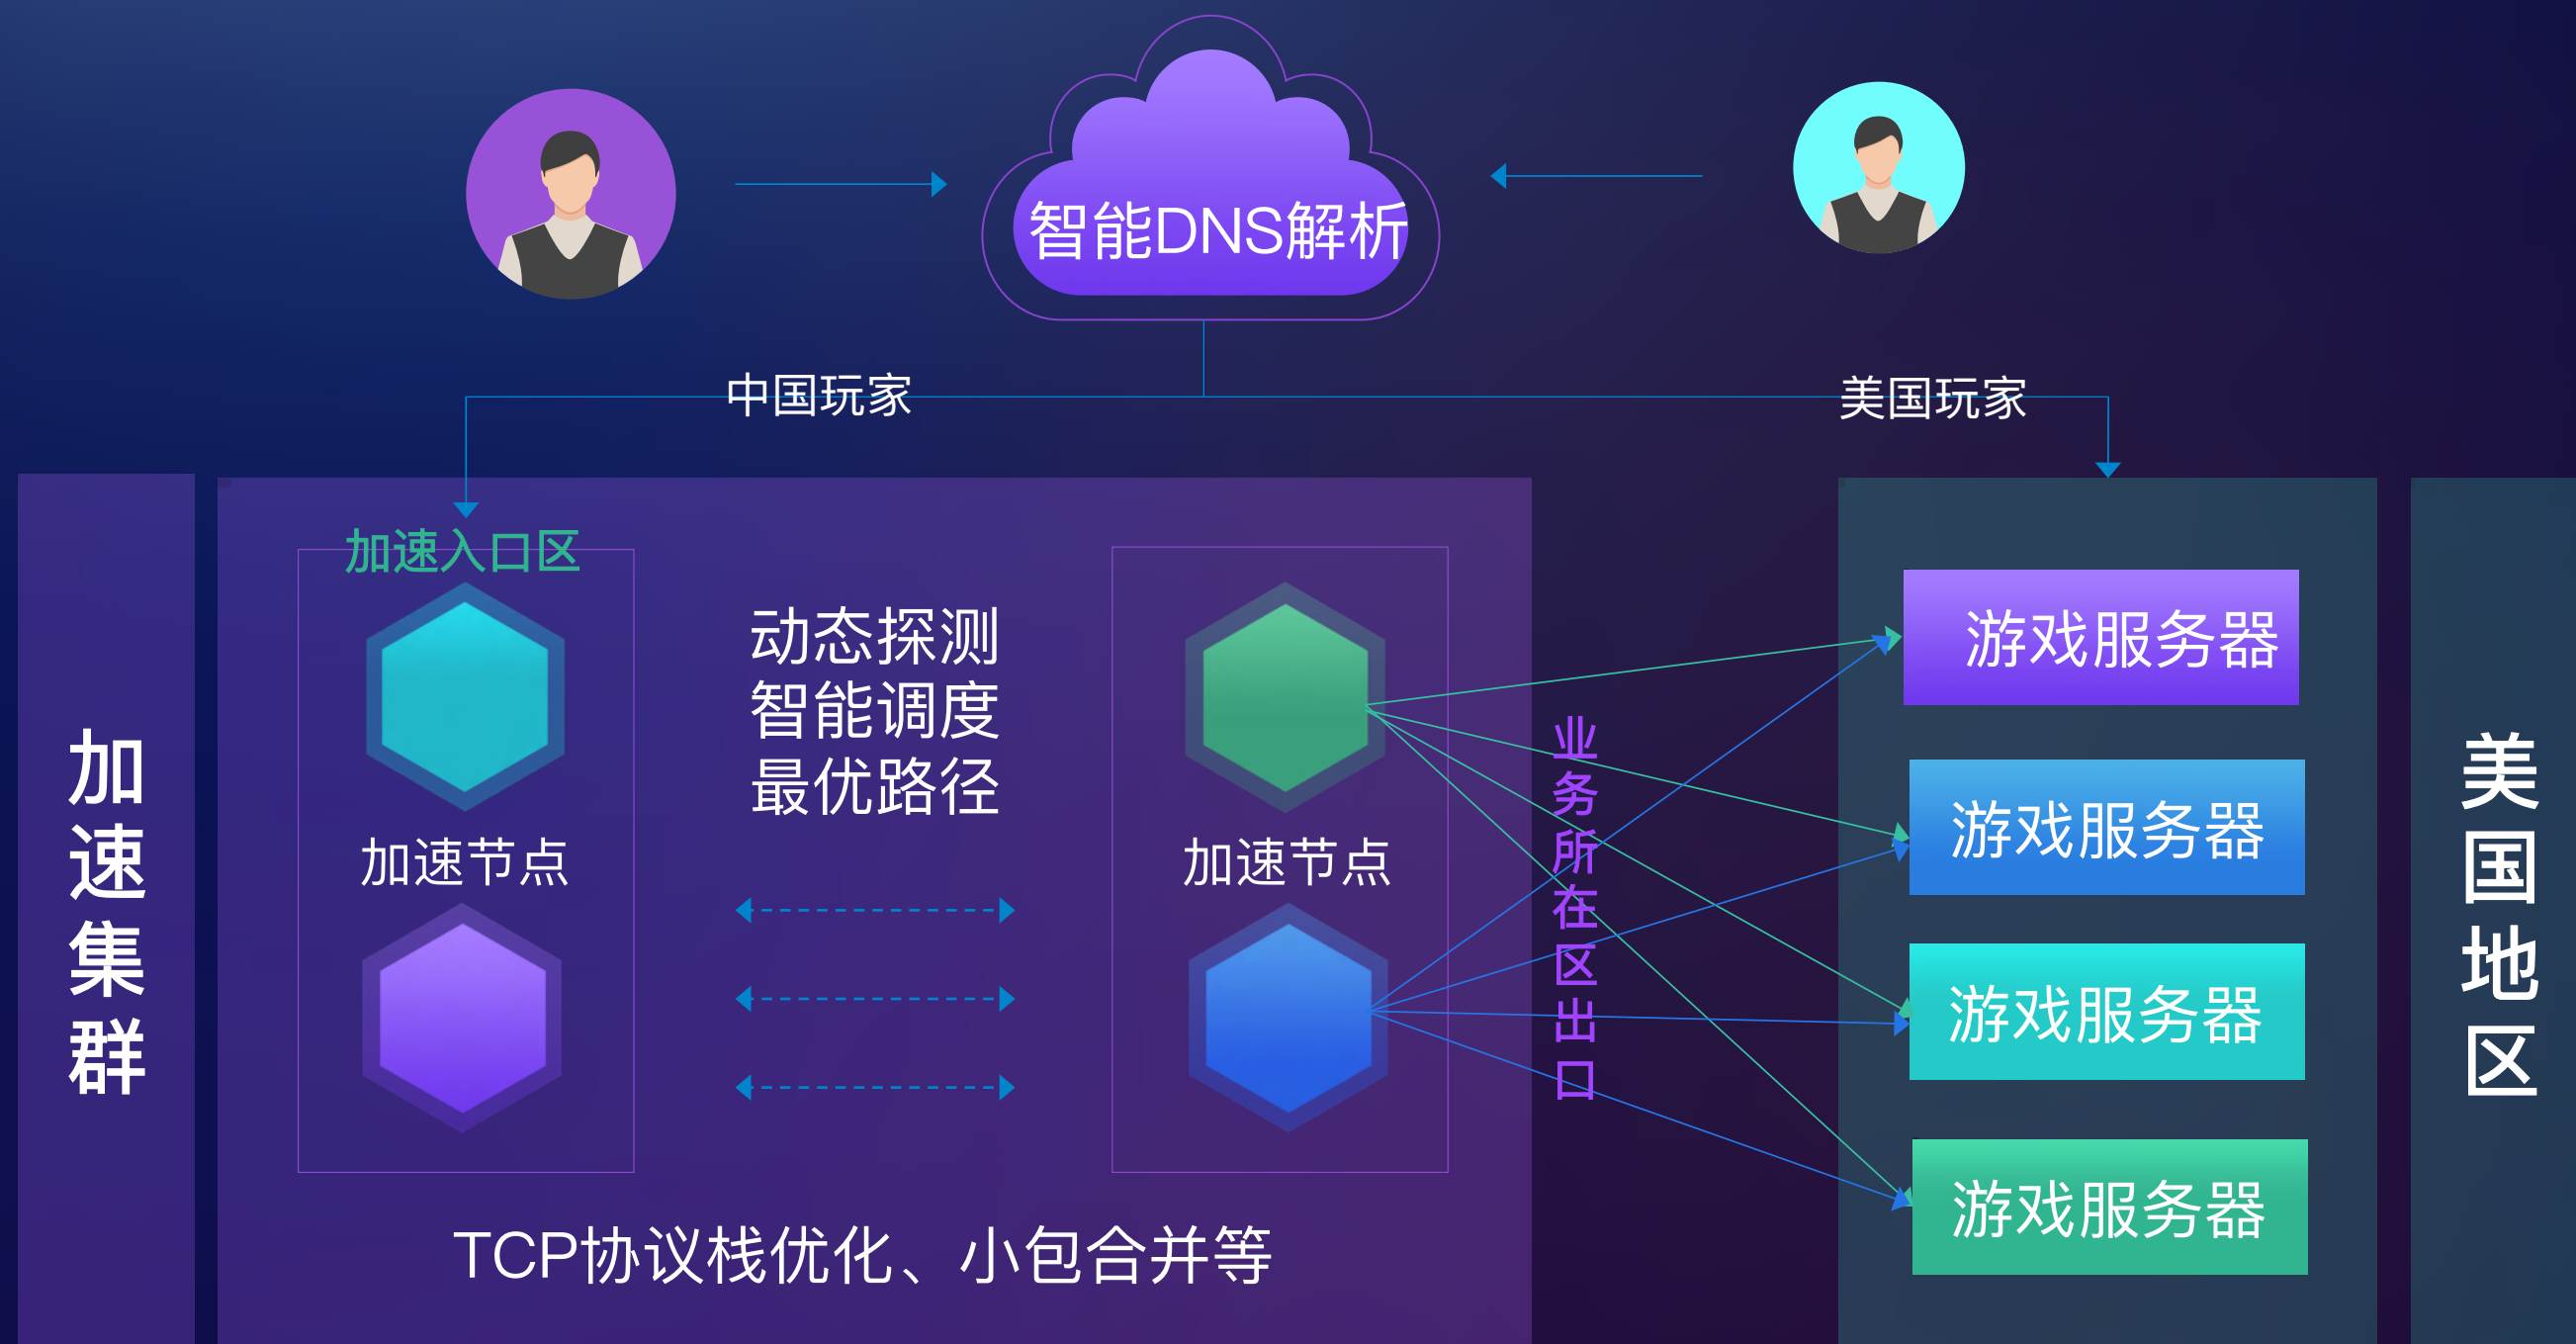 智能DNS解析
中国玩家
美国玩家
加速集群
加速入口区
加速节点
动态探测
智能调度
最优路径
加速节点
TCP协议栈优化、小包合并等
业务所在区出口
游戏服务器
游戏服务器
游戏服务器
游戏服务器
美国地区